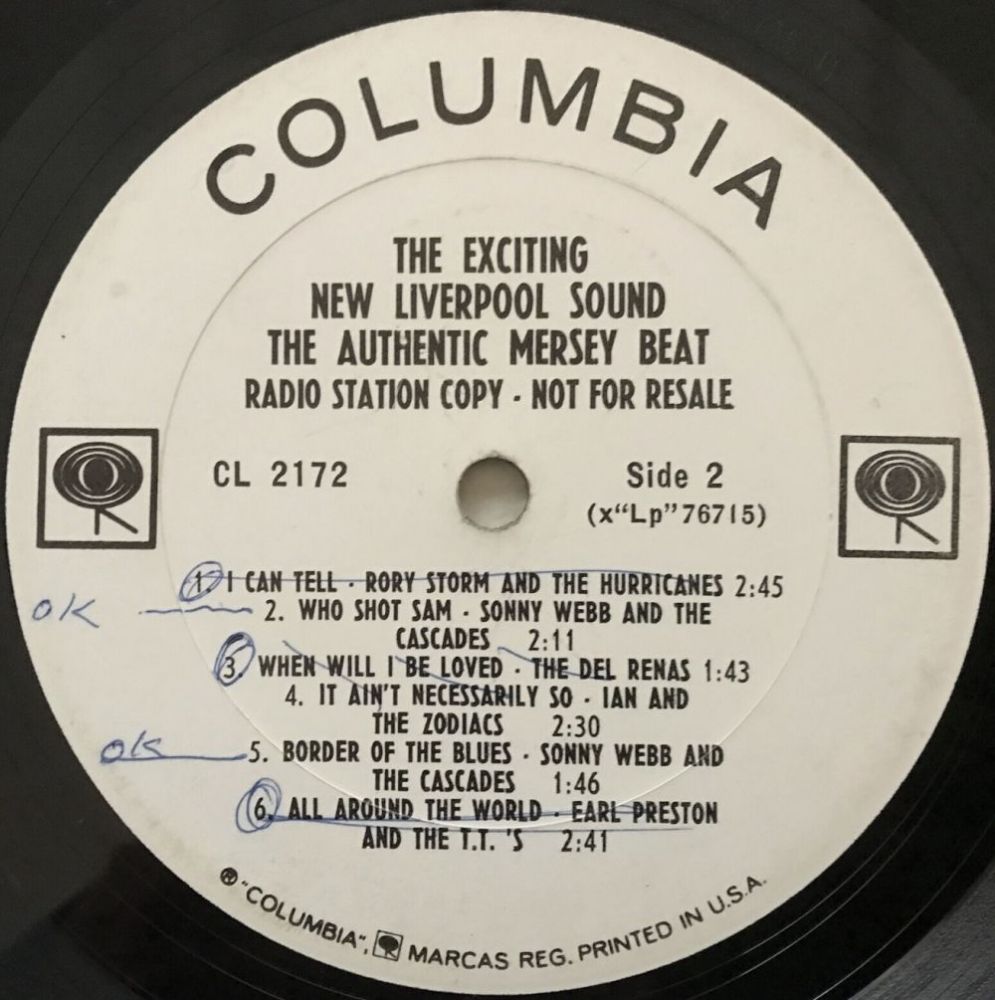 COLUMBIA
THE EXCITING
NEW LIVERPOOL SOUND
THE AUTHENTIC MERSEY BEAT
RADIO STATION COPY · NOT FOR RESALE
CL 2172
Side 2
(x“Lp”76715)
1. I CAN TELL · RORY STORM AND THE HURRICANES 2:45
OK 2. WHO SHOT SAM · SONNY WEBB AND THE
CASCADES 2:11
3. WHEN WILL I BE LOVED · THE DEL RENAS 1:43
4. IT AIN'T NECESSARILY SO · IAN AND
THE ZODIACS 2:30
OK 5. BORDER OF THE BLUES · SONNY WEBB AND
THE CASCADES 1:46
6. ALL AROUND THE WORLD · EARL PRESTON
AND THE T.T. 'S 2:41
® “COLUMBIA”, MARCAS REG. PRINTED IN U.S.A.